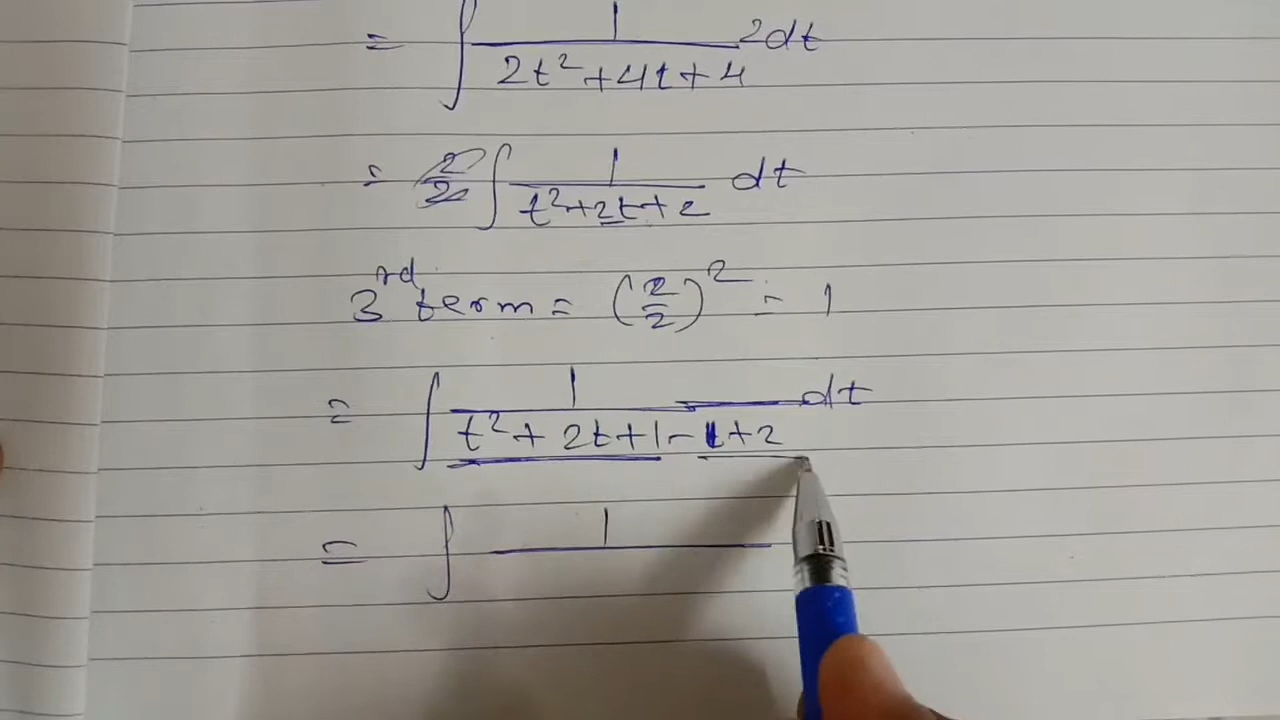 = ∫ 1/(2t²+4t+4) 2dt
= 2/2 ∫ 1/(t²+2t+2) dt
3rd term = (2/2)² = 1
= ∫ 1/(t²+2t+1-1+2) dt
= ∫ 1/